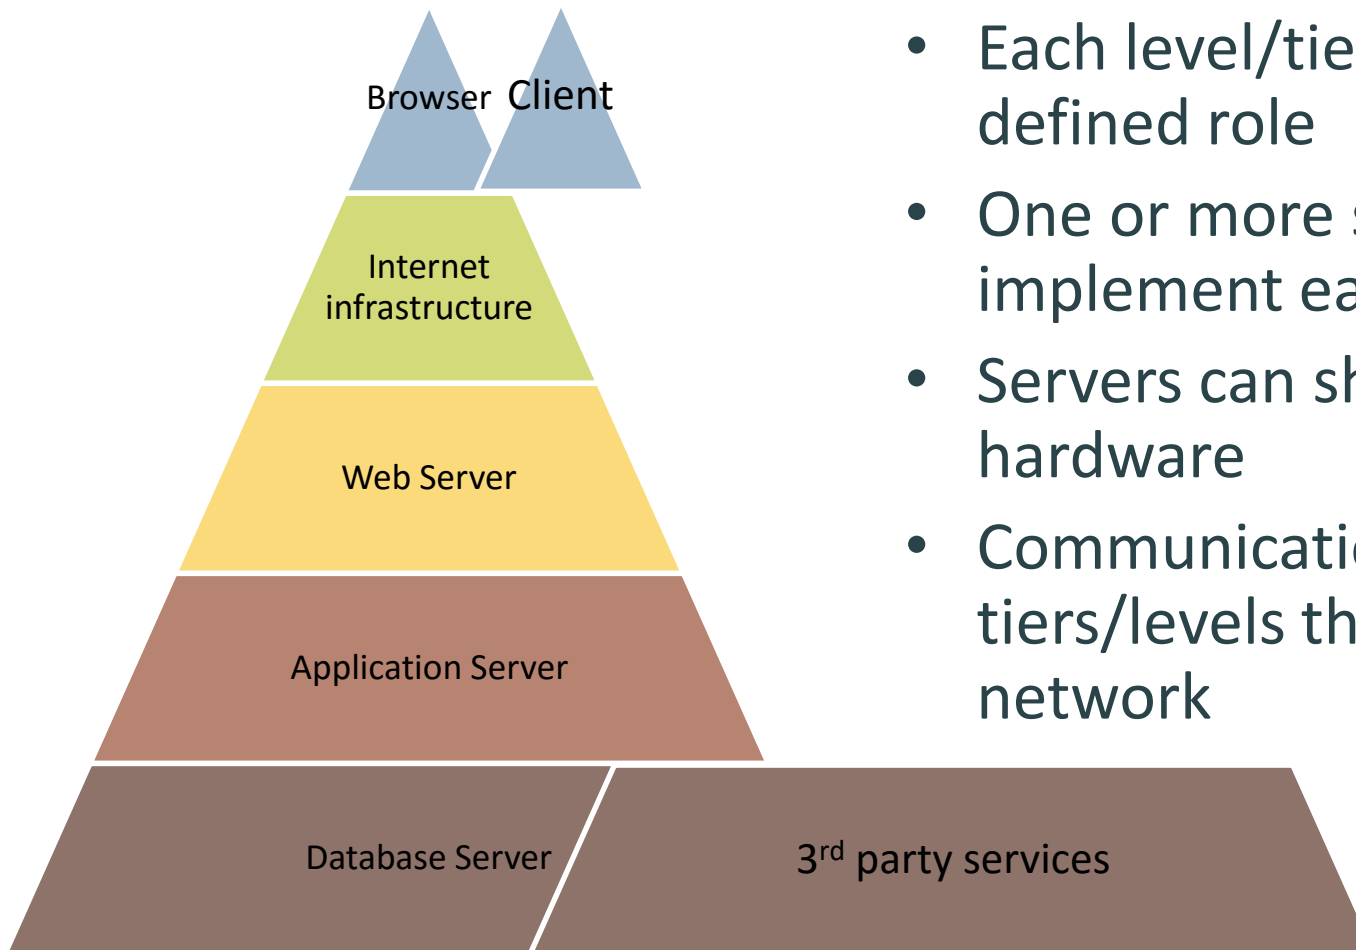 Browser Client
Internet
infrastructure
Web Server
Application Server
Database Server
3rd party services
• Each level/tie
defined role
• One or more
implement ea
• Servers can sh
hardware
• Communicati
tiers/levels th
network